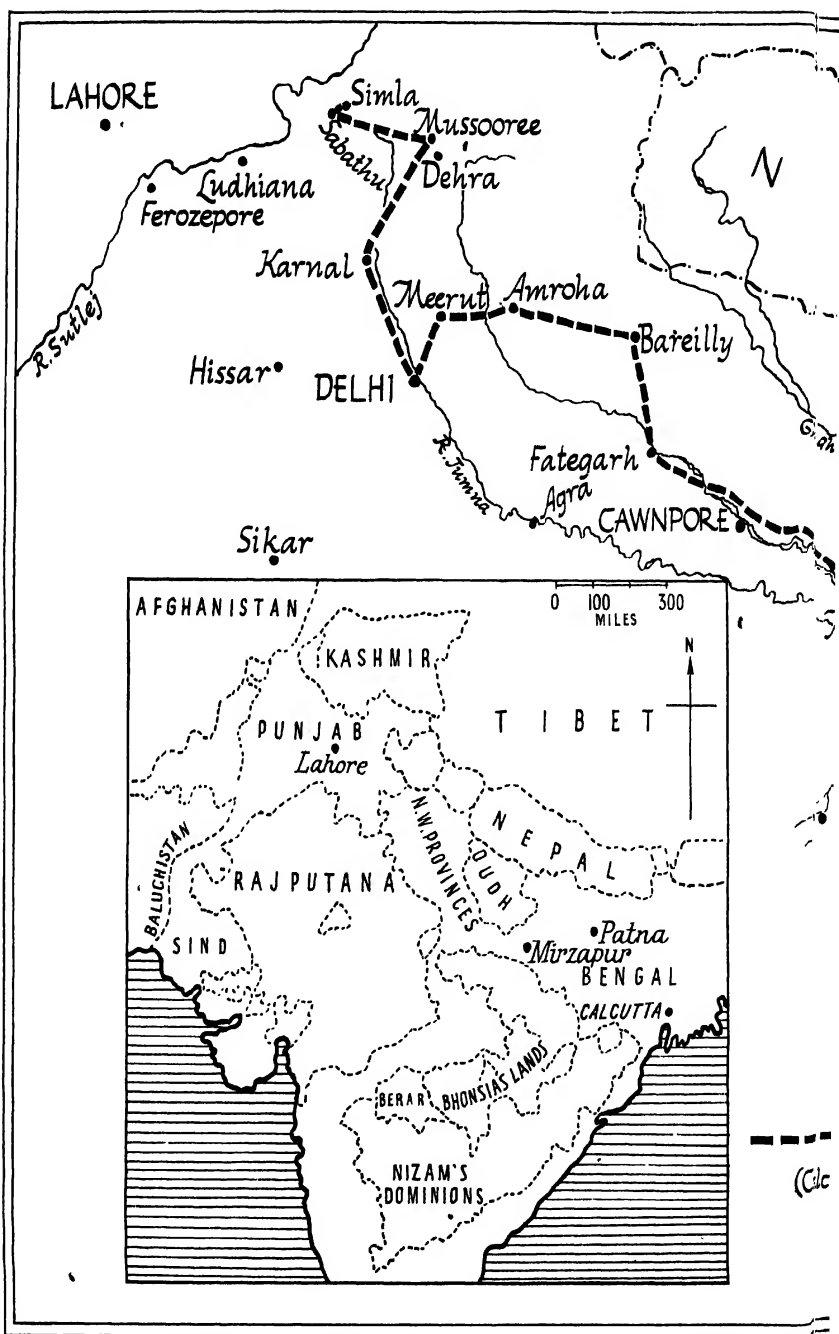 LAHORE
Simla
Sabathu
Mussooree
Dehra
Ludhiana
Ferozepore
N
Karnal
Meerut
Amroha
R. Sutlej
Bareilly
Hissar
DELHI
R. Jumna
Fategarh
Agra
CAWNPORE
Sikar
AFGHANISTAN
0 100 300
MILES
KASHMIR
N
TIBET
PUNJAB
Lahore
NEPAL
N.W. PROVINCES
OUDH
BALUCHISTAN
RAJPUTANA
SIND
Patna
Mirzapur
BENGAL
CALCUTTA
BERAR
BHONSIAS LANDS
NIZAM'S
DOMINIONS